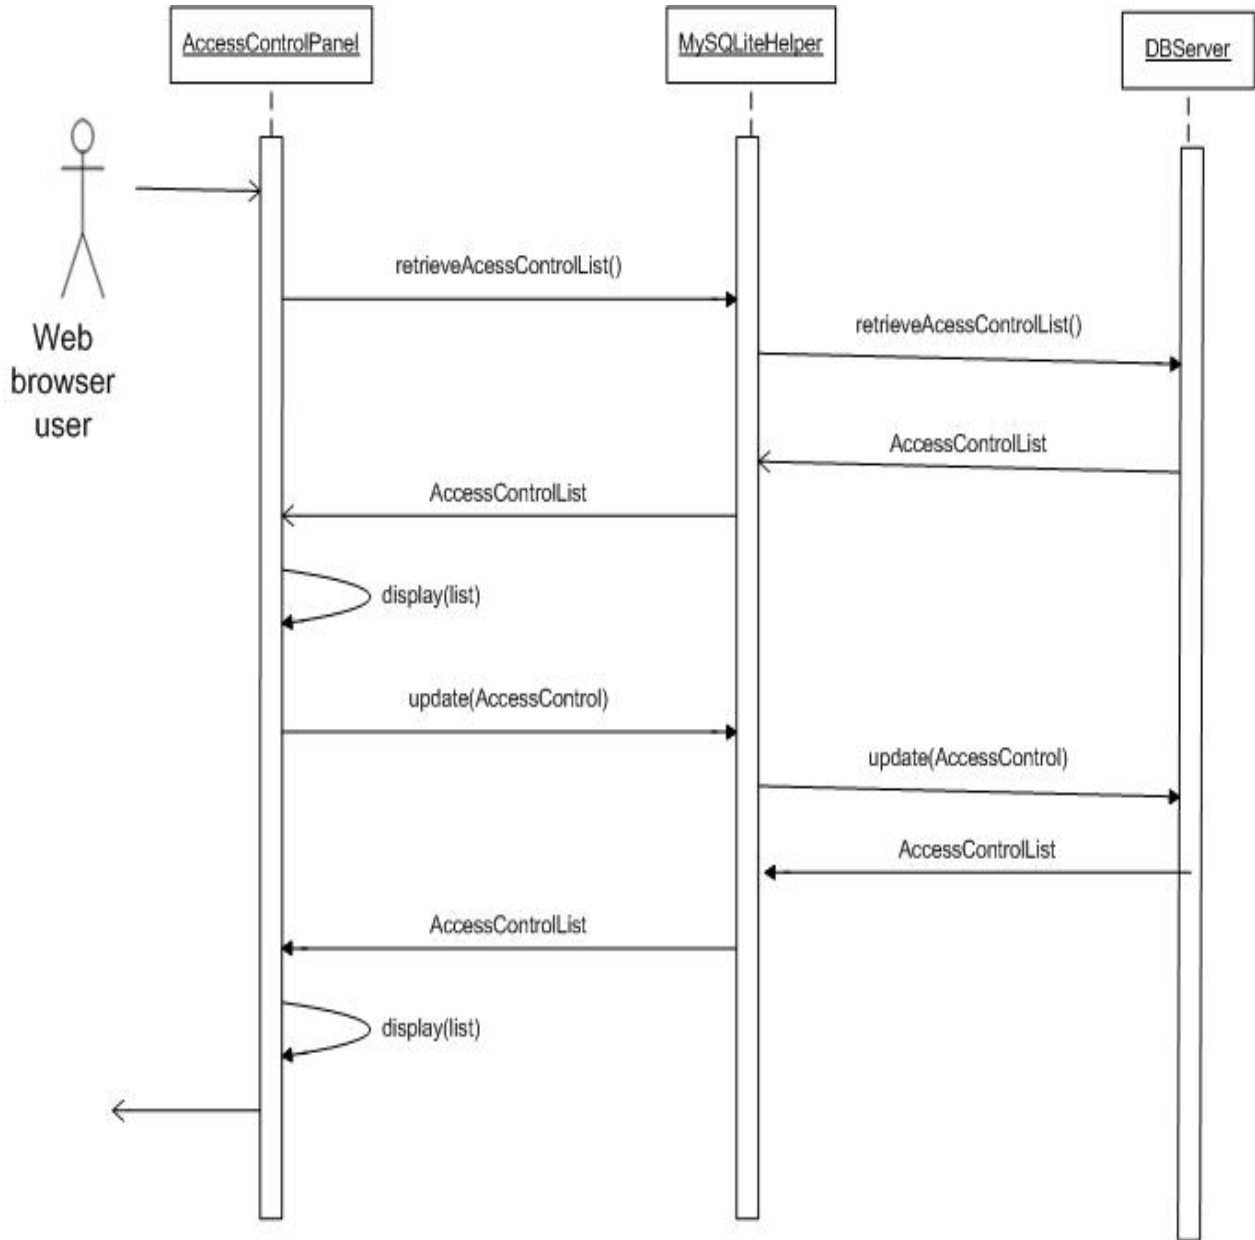 AccessControlPanel
MySQLiteHelper
DBServer
Web
browser
user
retrieveAcessControlList()
retrieveAcessControlList()
AccessControlList
AccessControlList
display(list)
update(AccessControl)
update(AccessControl)
AccessControlList
AccessControlList
display(list)